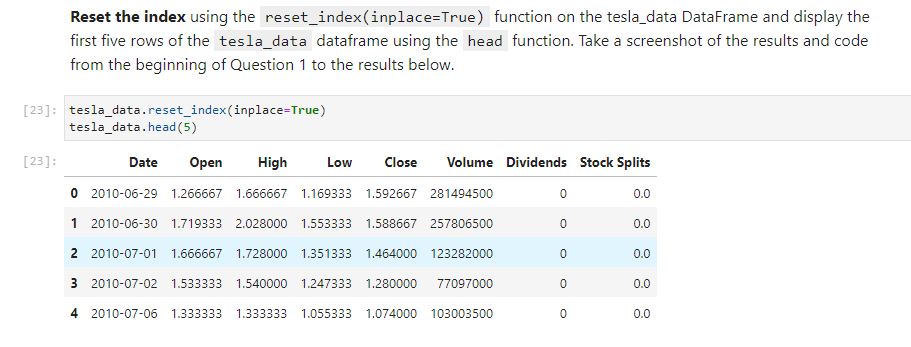 Reset the index using the reset_index(inplace=True) function on the tesla_data DataFrame and display the
first five rows of the tesla_data dataframe using the head function. Take a screenshot of the results and code
from the beginning of Question 1 to the results below.
[23]: tesla_data.reset_index(inplace=True)
tesla_data.head(5)
[23]: Date Open High Low Close Volume Dividends Stock Splits
0 2010-06-29 1.266667 1.666667 1.169333 1.592667 281494500 0 0.0
1 2010-06-30 1.719333 2.028000 1.553333 1.588667 257806500 0 0.0
2 2010-07-01 1.666667 1.728000 1.351333 1.464000 123282000 0 0.0
3 2010-07-02 1.533333 1.540000 1.247333 1.280000 77097000 0 0.0
4 2010-07-06 1.333333 1.333333 1.055333 1.074000 103003500 0 0.0